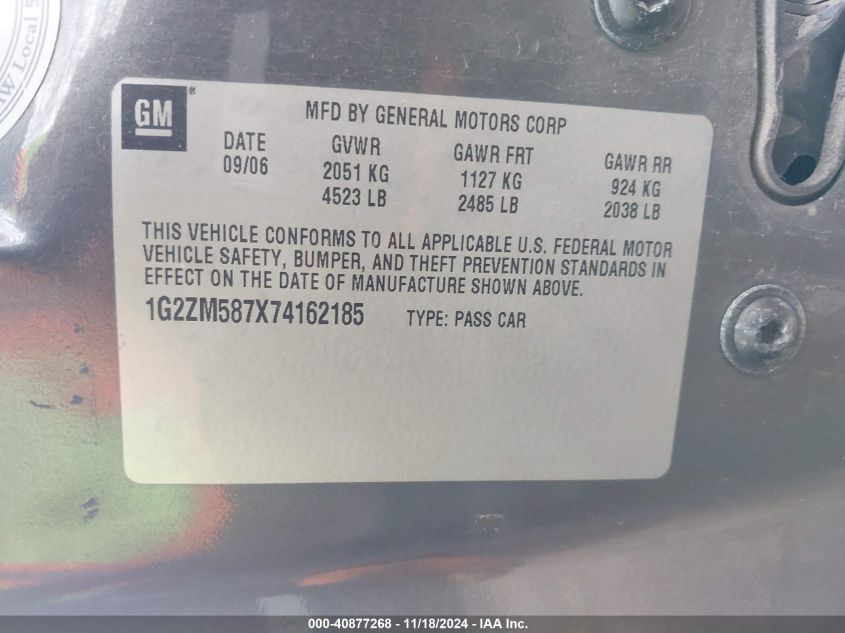 W Local 5
GM ®
MFD BY GENERAL MOTORS CORP
DATE GVWR GAWR FRT GAWR RR
09/06 2051 KG 1127 KG 924 KG
4523 LB 2485 LB 2038 LB
THIS VEHICLE CONFORMS TO ALL APPLICABLE U.S. FEDERAL MOTOR
VEHICLE SAFETY, BUMPER, AND THEFT PREVENTION STANDARDS IN
EFFECT ON THE DATE OF MANUFACTURE SHOWN ABOVE.
1G2ZM587X74162185 TYPE: PASS CAR
000-40877268 - 11/18/2024 - IAA Inc.